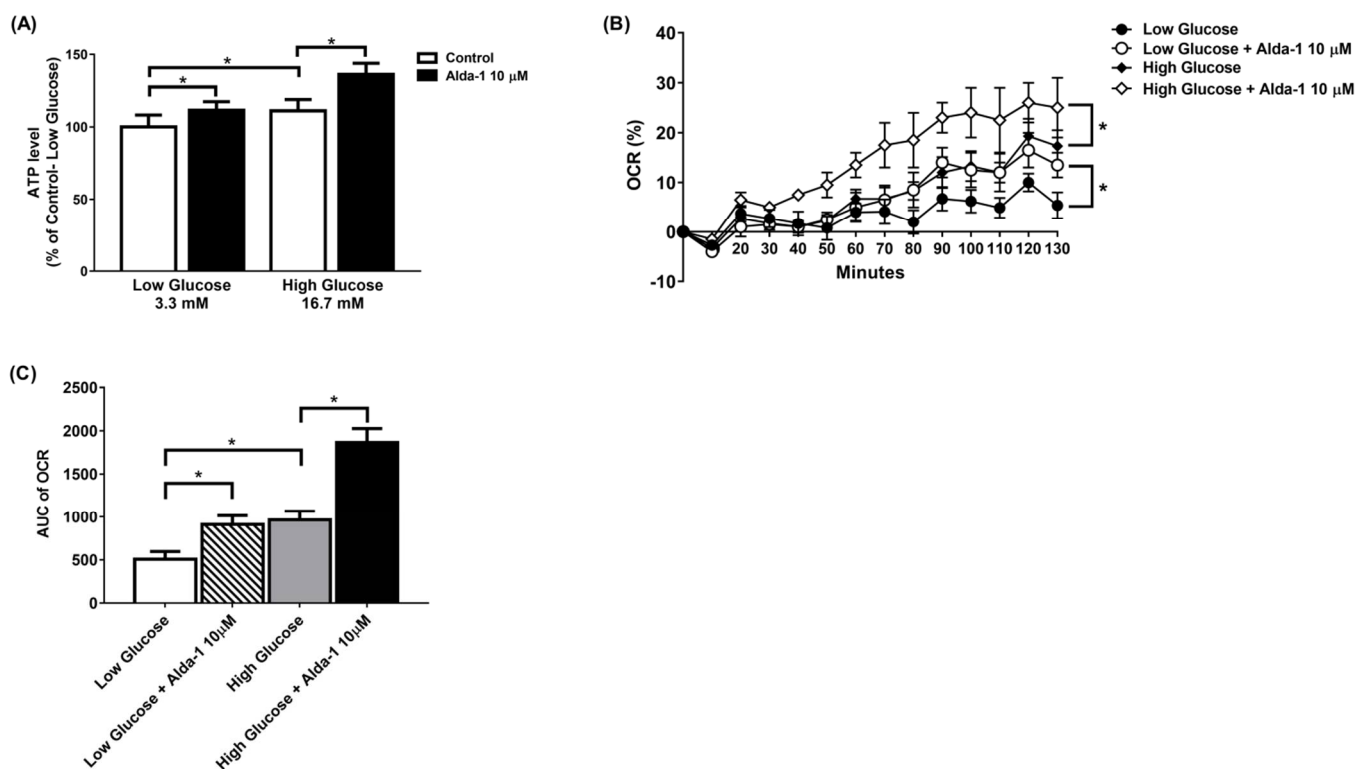 (A)
ATP level
(% of Control- Low Glucose)
150
100
50
0
*
*
*
Control
Alda-1 10 μM
Low Glucose
3.3 mM
High Glucose
16.7 mM
(B)
OCR (%)
40
30
20
10
0
-10
20 30 40 50 60 70 80 90 100 110 120 130
Minutes
*
*
Low Glucose
Low Glucose + Alda-1 10 μM
High Glucose
High Glucose + Alda-1 10 μM
(C)
AUC of OCR
2500
2000
1500
1000
500
0
*
*
*
Low Glucose
Low Glucose + Alda-1 10μM
High Glucose
High Glucose + Alda-1 10μM